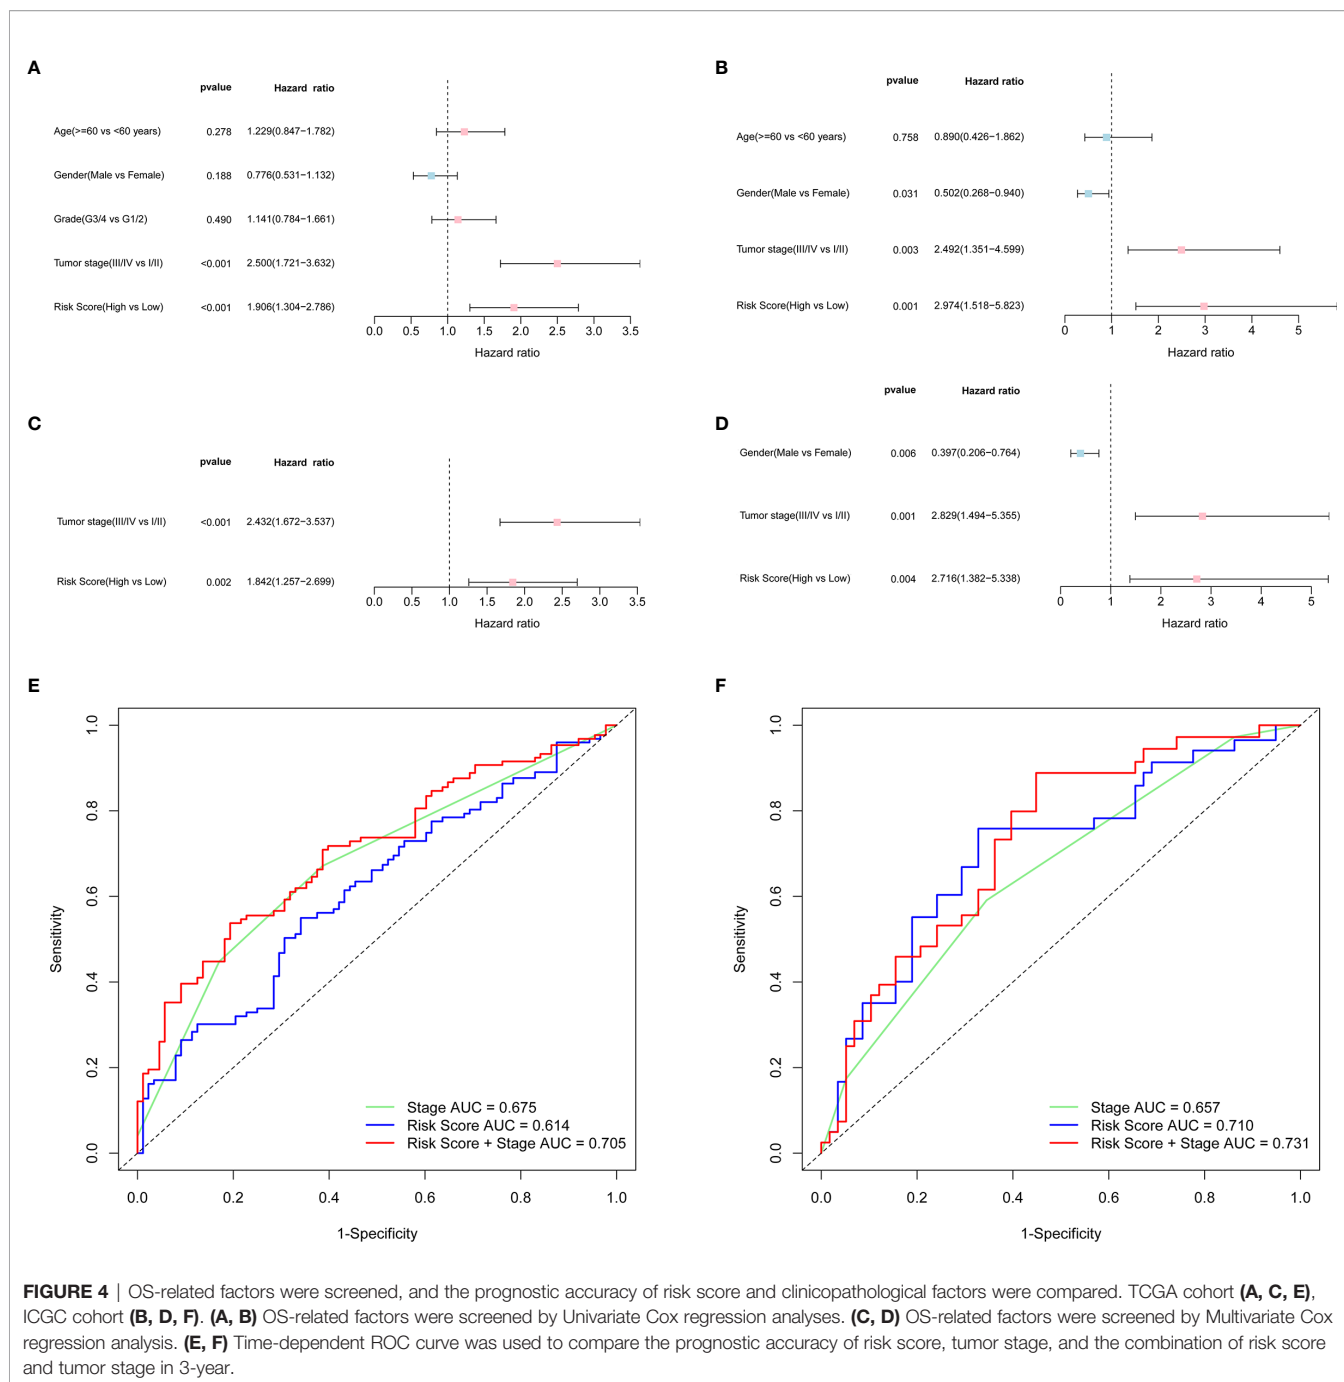 A
pvalue Hazard ratio
Age(>=60 vs <60 years) 0.278 1.229(0.847−1.782)
Gender(Male vs Female) 0.188 0.776(0.531−1.132)
Grade(G3/4 vs G1/2) 0.490 1.141(0.784−1.661)
Tumor stage(III/IV vs I/II) <0.001 2.500(1.721−3.632)
Risk Score(High vs Low) <0.001 1.906(1.304−2.786)
0.0 0.5 1.0 1.5 2.0 2.5 3.0 3.5
Hazard ratio
B
pvalue Hazard ratio
Age(>=60 vs <60 years) 0.758 0.890(0.426−1.862)
Gender(Male vs Female) 0.031 0.502(0.268−0.940)
Tumor stage(III/IV vs I/II) 0.003 2.492(1.351−4.599)
Risk Score(High vs Low) 0.001 2.974(1.518−5.823)
0 1 2 3 4 5
Hazard ratio
C
pvalue Hazard ratio
Tumor stage(III/IV vs I/II) <0.001 2.432(1.672−3.537)
Risk Score(High vs Low) 0.002 1.842(1.257−2.699)
0.0 0.5 1.0 1.5 2.0 2.5 3.0 3.5
Hazard ratio
D
pvalue Hazard ratio
Gender(Male vs Female) 0.006 0.397(0.206−0.764)
Tumor stage(III/IV vs I/II) 0.001 2.829(1.494−5.355)
Risk Score(High vs Low) 0.004 2.716(1.382−5.338)
0 1 2 3 4 5
Hazard ratio
E
Sensitivity
1.0
0.8
0.6
0.4
0.2
0.0
Stage AUC = 0.675
Risk Score AUC = 0.614
Risk Score + Stage AUC = 0.705
0.0 0.2 0.4 0.6 0.8 1.0
1-Specificity
F
Sensitivity
1.0
0.8
0.6
0.4
0.2
0.0
Stage AUC = 0.657
Risk Score AUC = 0.710
Risk Score + Stage AUC = 0.731
0.0 0.2 0.4 0.6 0.8 1.0
1-Specificity
FIGURE 4 | OS-related factors were screened, and the prognostic accuracy of risk score and clinicopathological factors were compared. TCGA cohort (A, C, E),
ICGC cohort (B, D, F). (A, B) OS-related factors were screened by Univariate Cox regression analyses. (C, D) OS-related factors were screened by Multivariate Cox
regression analysis. (E, F) Time-dependent ROC curve was used to compare the prognostic accuracy of risk score, tumor stage, and the combination of risk score
and tumor stage in 3-year.